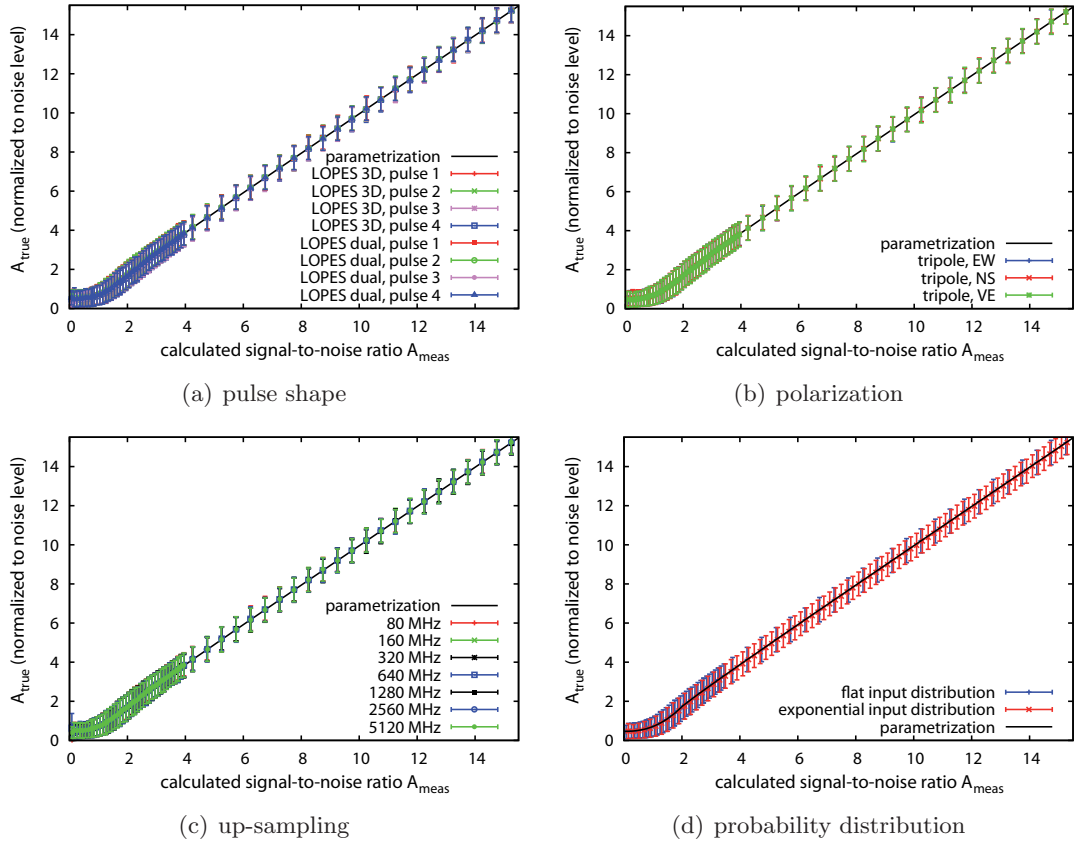 14
12
10
8
6
4
2
0
A_true (normalized to noise level)
parametrization
LOPES 3D, pulse 1
LOPES 3D, pulse 2
LOPES 3D, pulse 3
LOPES 3D, pulse 4
LOPES dual, pulse 1
LOPES dual, pulse 2
LOPES dual, pulse 3
LOPES dual, pulse 4
0 2 4 6 8 10 12 14
calculated signal-to-noise ratio A_meas
(a) pulse shape
14
12
10
8
6
4
2
0
A_true (normalized to noise level)
parametrization
tripole, EW
tripole, NS
tripole, VE
0 2 4 6 8 10 12 14
calculated signal-to-noise ratio A_meas
(b) polarization
14
12
10
8
6
4
2
0
A_true (normalized to noise level)
parametrization
80 MHz
160 MHz
320 MHz
640 MHz
1280 MHz
2560 MHz
5120 MHz
0 2 4 6 8 10 12 14
calculated signal-to-noise ratio A_meas
(c) up-sampling
14
12
10
8
6
4
2
0
A_true (normalized to noise level)
flat input distribution
exponential input distribution
parametrization
0 2 4 6 8 10 12 14
calculated signal-to-noise ratio A_meas
(d) probability distribution